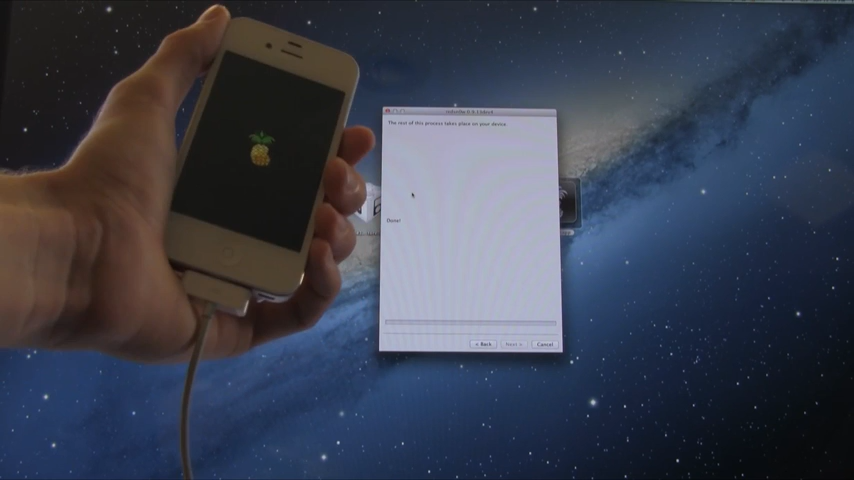 The rest of this process takes place on your device.
Done!
< Back
Next >
Cancel